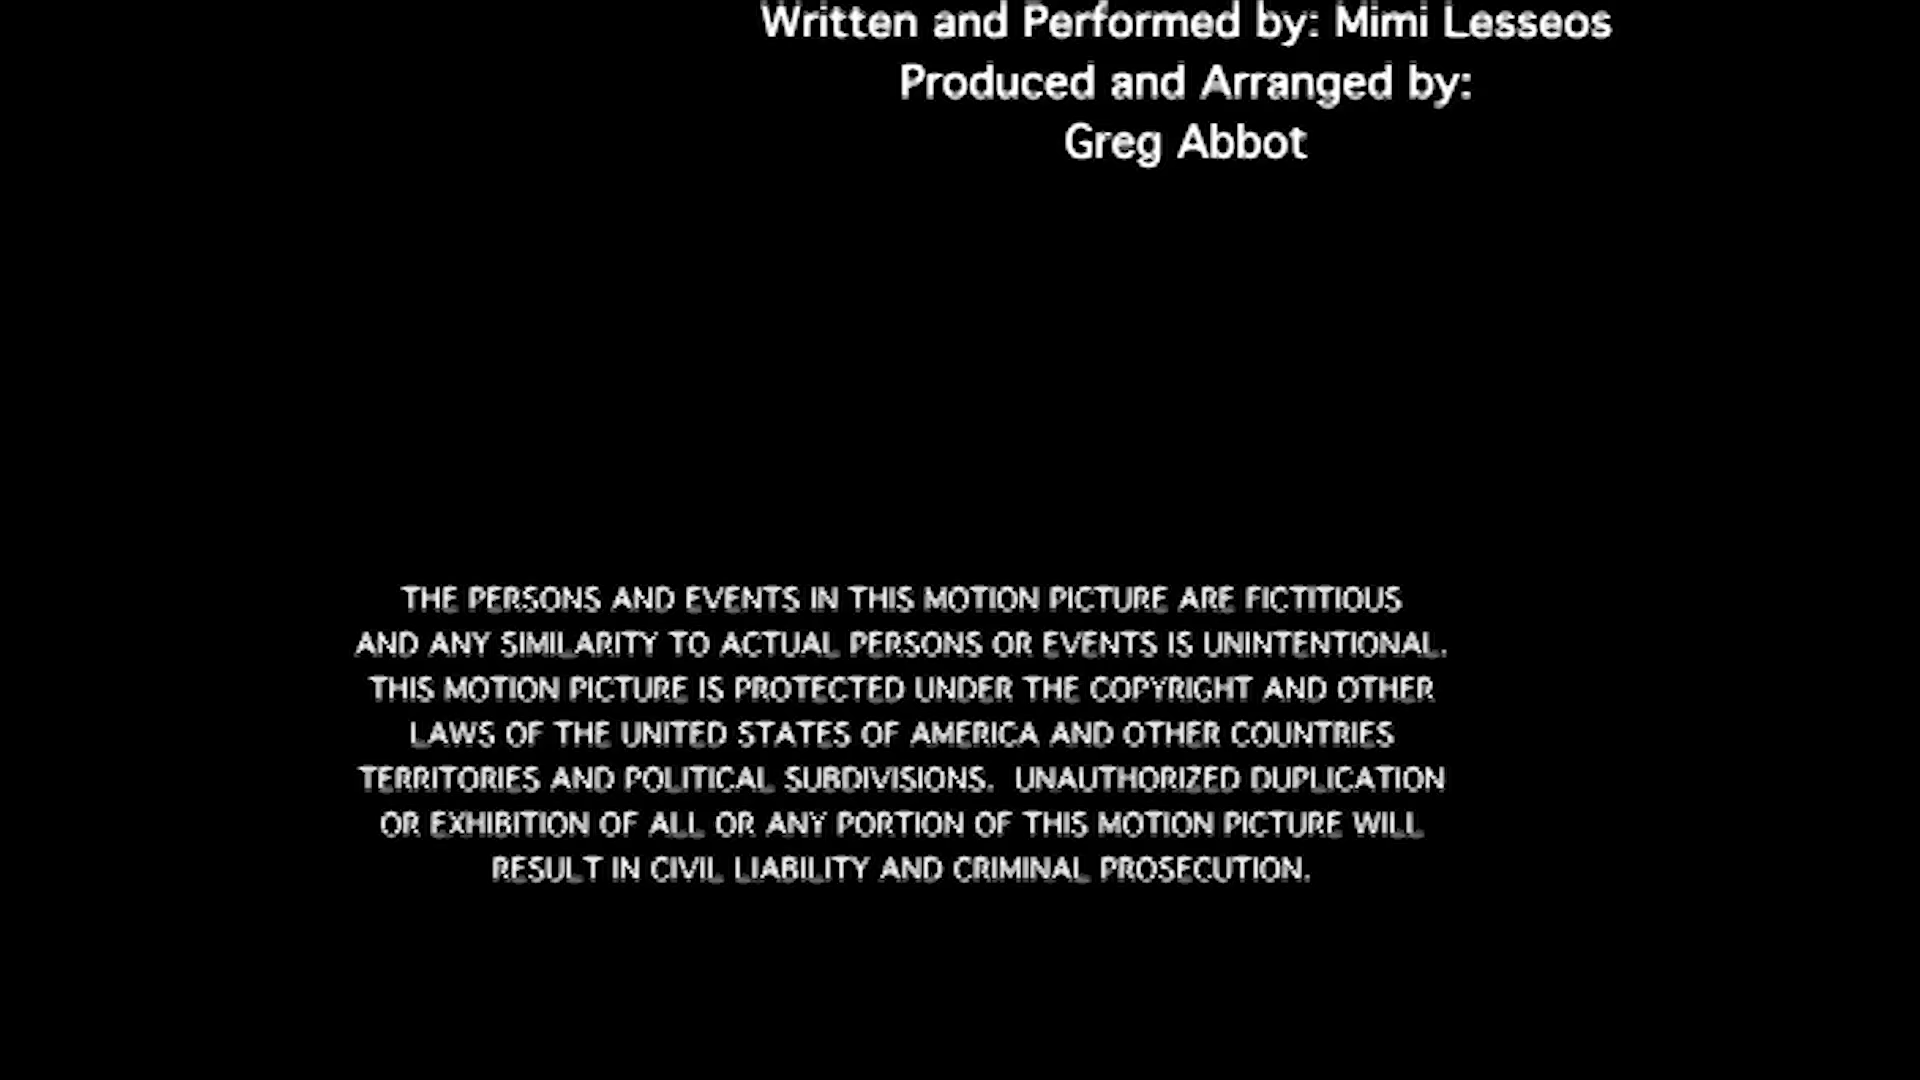 Written and Performed by: Mimi Lesseos
Produced and Arranged by:
Greg Abbot
THE PERSONS AND EVENTS IN THIS MOTION PICTURE ARE FICTITIOUS
AND ANY SIMILARITY TO ACTUAL PERSONS OR EVENTS IS UNINTENTIONAL.
THIS MOTION PICTURE IS PROTECTED UNDER THE COPYRIGHT AND OTHER
LAWS OF THE UNITED STATES OF AMERICA AND OTHER COUNTRIES
TERRITORIES AND POLITICAL SUBDIVISIONS.  UNAUTHORIZED DUPLICATION
OR EXHIBITION OF ALL OR ANY PORTION OF THIS MOTION PICTURE WILL
RESULT IN CIVIL LIABILITY AND CRIMINAL PROSECUTION.